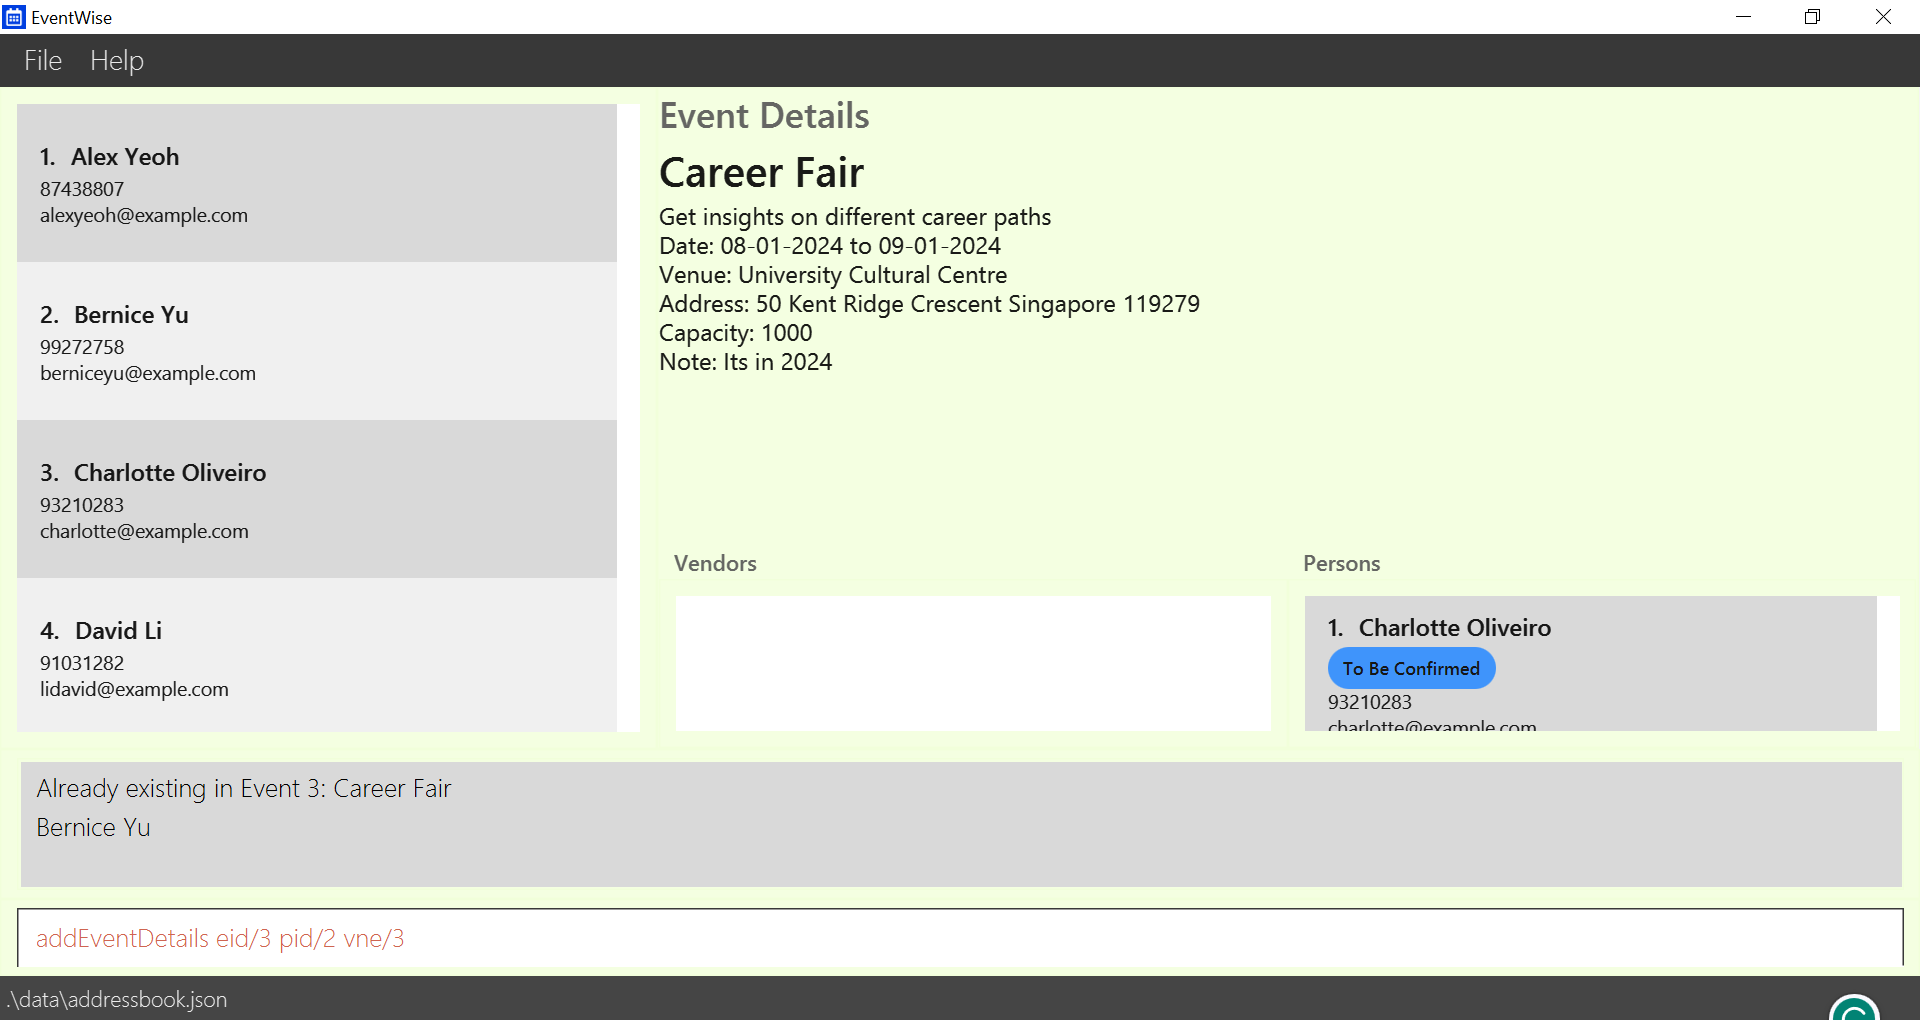 EventWise
File Help
1. Alex Yeoh
87438807
alexyeoh@example.com
2. Bernice Yu
99272758
berniceyu@example.com
3. Charlotte Oliveiro
93210283
charlotte@example.com
4. David Li
91031282
lidavid@example.com
Event Details
Career Fair
Get insights on different career paths
Date: 08-01-2024 to 09-01-2024
Venue: University Cultural Centre
Address: 50 Kent Ridge Crescent Singapore 119279
Capacity: 1000
Note: Its in 2024
Vendors
Persons
1. Charlotte Oliveiro
To Be Confirmed
93210283
charlotte@example.com
Already existing in Event 3: Career Fair
Bernice Yu
addEventDetails eid/3 pid/2 vne/3
.\data\addressbook.json